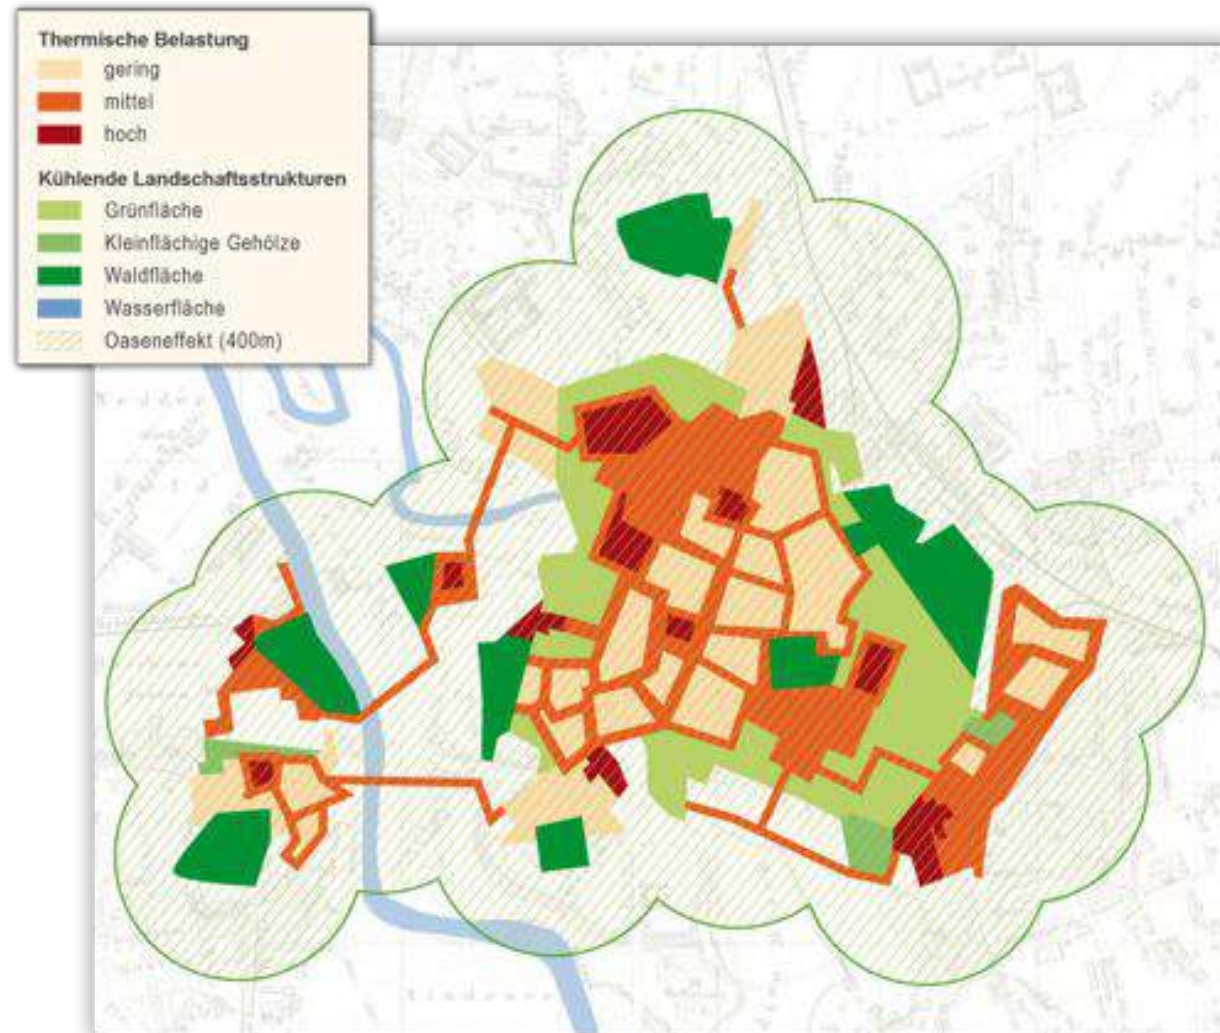 Thermische Belastung
gering
mittel
hoch
Kühlende Landschaftsstrukturen
Grünfläche
Kleinflächige Gehölze
Waldfläche
Wasserfläche
Oaseneffekt (400m)